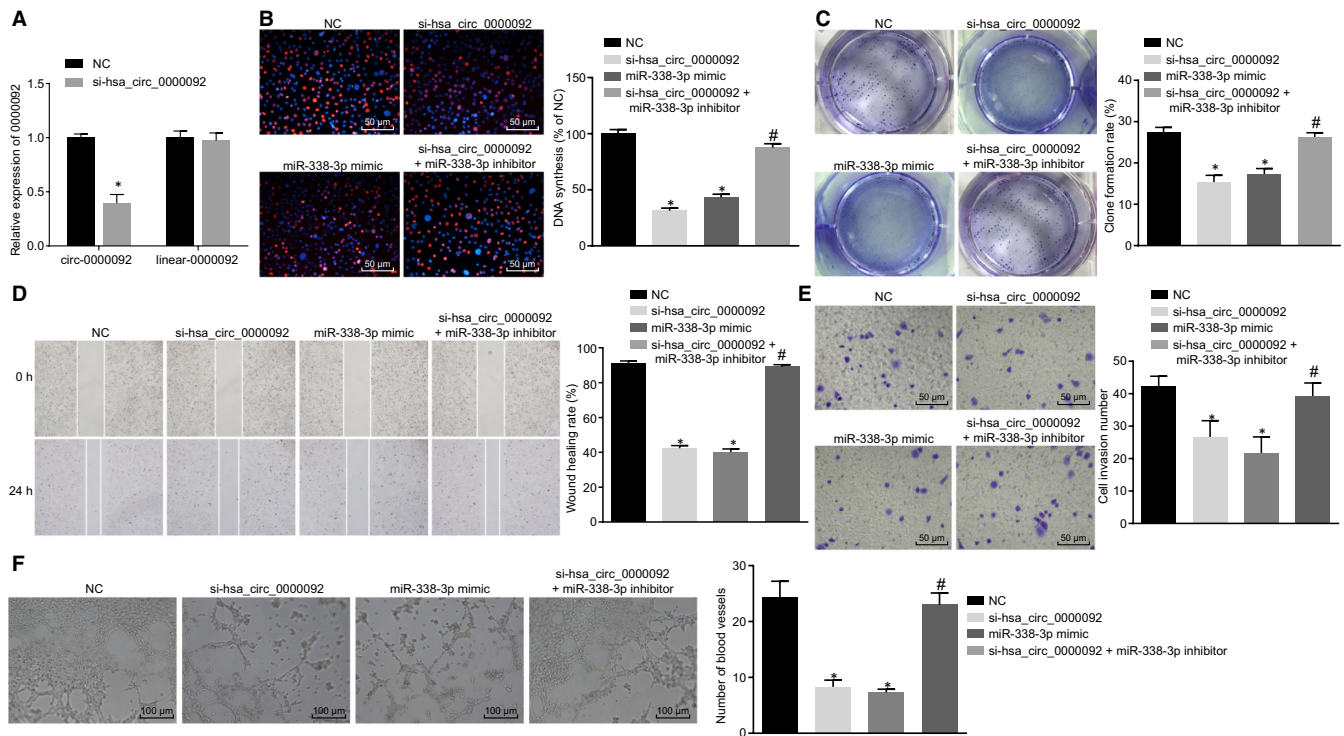 A
NC
si-hsa_circ_0000092
Relative expression of 0000092
1.5
1.0
0.5
0.0
*
circ-0000092
linear-0000092
B
NC
si-hsa_circ_0000092
50 µm
50 µm
miR-338-3p mimic
si-hsa_circ_0000092
+ miR-338-3p inhibitor
50 µm
50 µm
NC
si-hsa_circ_0000092
miR-338-3p mimic
si-hsa_circ_0000092 +
miR-338-3p inhibitor
DNA synthesis (% of NC)
150
100
50
0
*
*
#
C
NC
si-hsa_circ_0000092
miR-338-3p mimic
si-hsa_circ_0000092
+ miR-338-3p inhibitor
NC
si-hsa_circ_0000092
miR-338-3p mimic
si-hsa_circ_0000092 +
miR-338-3p inhibitor
Clone formation rate (%)
40
30
20
10
0
*
*
#
D
NC
si-hsa_circ_0000092
miR-338-3p mimic
si-hsa_circ_0000092
+ miR-338-3p inhibitor
0 h
24 h
NC
si-hsa_circ_0000092
miR-338-3p mimic
si-hsa_circ_0000092 +
miR-338-3p inhibitor
Wound healing rate (%)
100
80
60
40
20
0
*
*
#
E
NC
si-hsa_circ_0000092
50 µm
50 µm
miR-338-3p mimic
si-hsa_circ_0000092
+ miR-338-3p inhibitor
50 µm
50 µm
NC
si-hsa_circ_0000092
miR-338-3p mimic
si-hsa_circ_0000092 +
miR-338-3p inhibitor
Cell invasion number
50
40
30
20
10
0
*
*
#
F
NC
si-hsa_circ_0000092
miR-338-3p mimic
si-hsa_circ_0000092
+ miR-338-3p inhibitor
100 µm
100 µm
100 µm
100 µm
Number of blood vessels
30
20
10
0
*
*
#
NC
si-hsa_circ_0000092
miR-338-3p mimic
si-hsa_circ_0000092 + miR-338-3p inhibitor